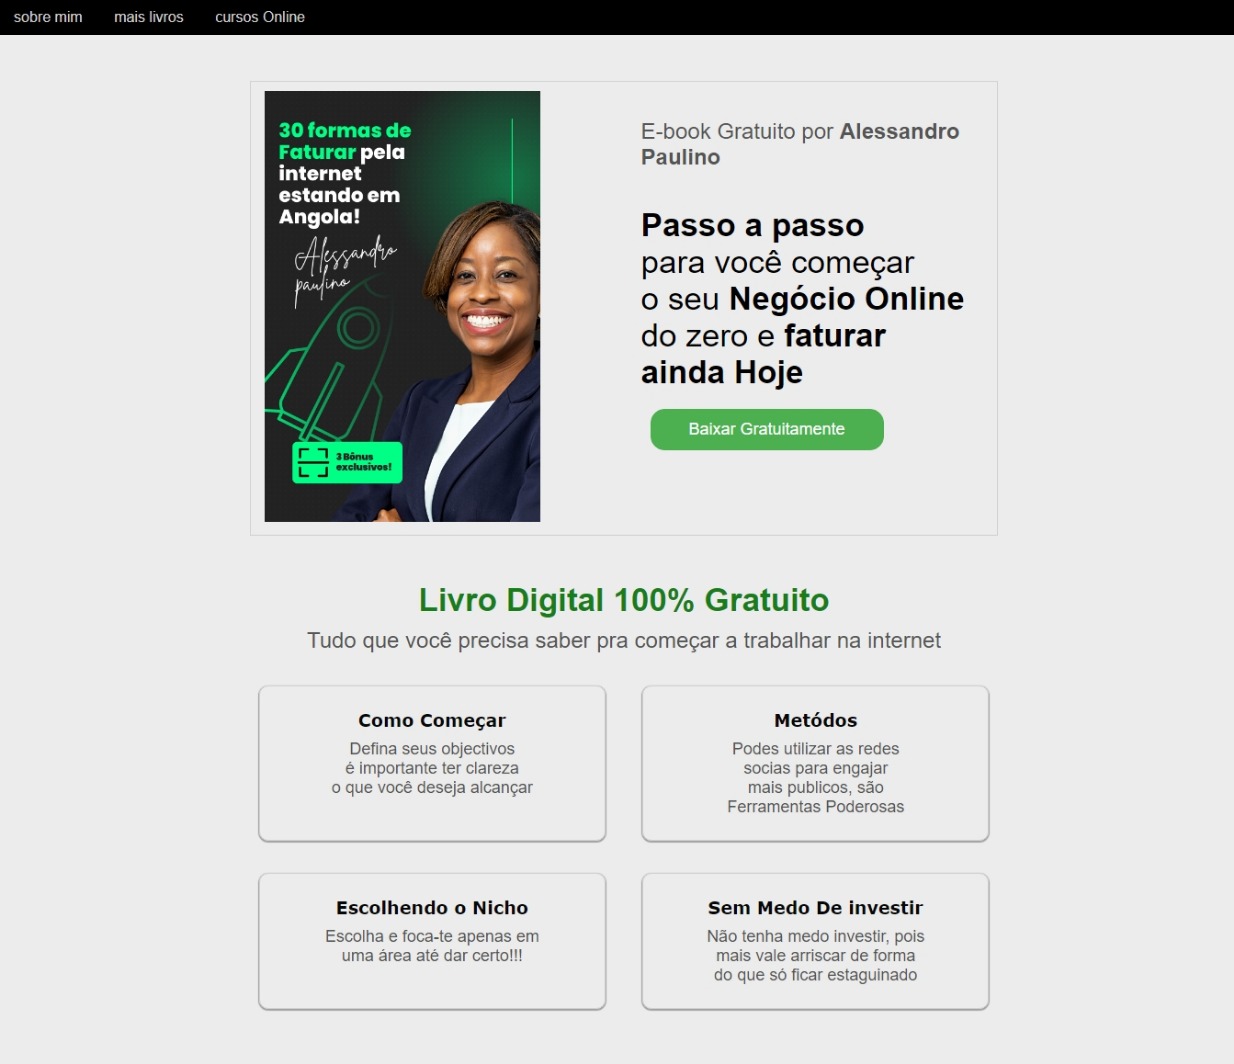 sobre mim mais livros cursos Online
30 formas de
Faturar pela
internet
estando em
Angola!
Alessandro
paulino
3 Bônus
exclusivos!
E-book Gratuito por Alessandro
Paulino
Passo a passo
para você começar
o seu Negócio Online
do zero e faturar
ainda Hoje
Baixar Gratuitamente
Livro Digital 100% Gratuito
Tudo que você precisa saber pra começar a trabalhar na internet
Como Começar
Defina seus objectivos
é importante ter clareza
o que você deseja alcançar
Metódos
Podes utilizar as redes
socias para engajar
mais publicos, são
Ferramentas Poderosas
Escolhendo o Nicho
Escolha e foca-te apenas em
uma área até dar certo!!!
Sem Medo De investir
Não tenha medo investir, pois
mais vale arriscar de forma
do que só ficar estaguinado